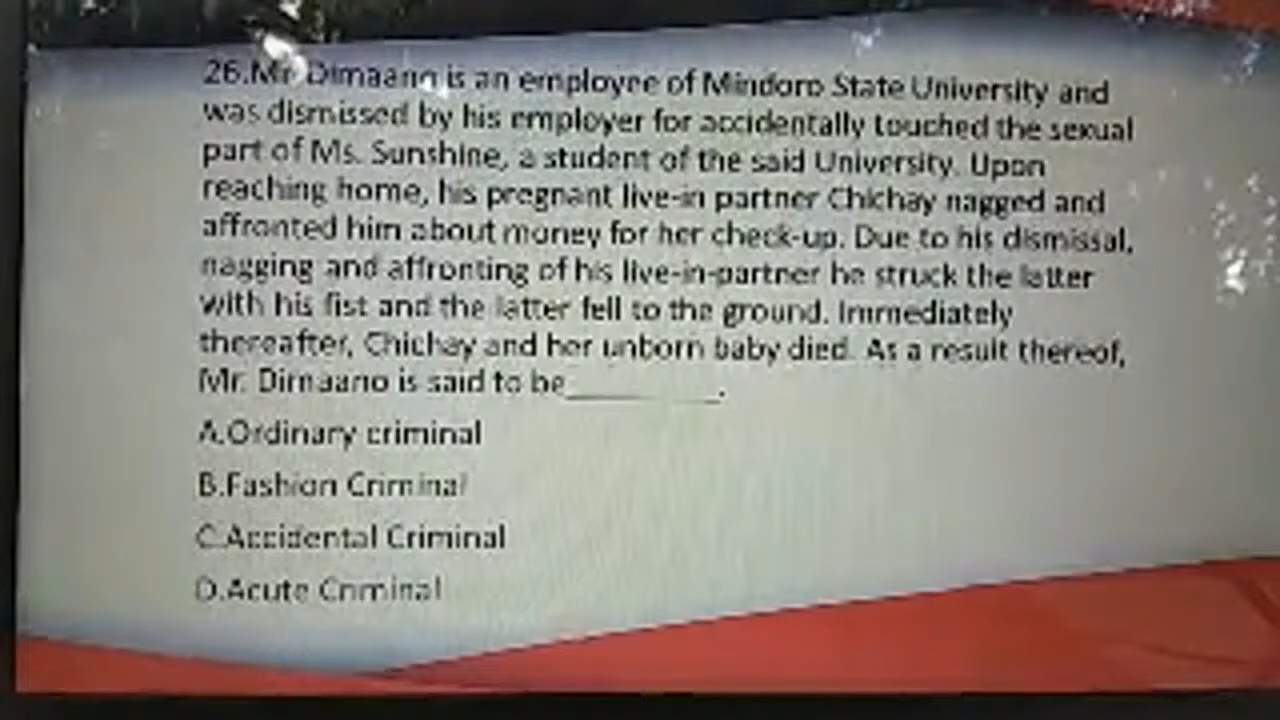 26.Mr. Dimaano is an employee of Mindoro State University and
was dismissed by his employer for accidentally touched the sexual
part of Ms. Sunshine, a student of the said University. Upon
reaching home, his pregnant live-in partner Chichay nagged and
affronted him about money for her check-up. Due to his dismissal,
nagging and affronting of his live-in-partner he struck the latter
with his fist and the latter fell to the ground. Immediately
thereafter, Chichay and her unborn baby died. As a result thereof,
Mr. Dimaano is said to be_________.
A.Ordinary criminal
B.Fashion Criminal
C.Accidental Criminal
D.Acute Criminal